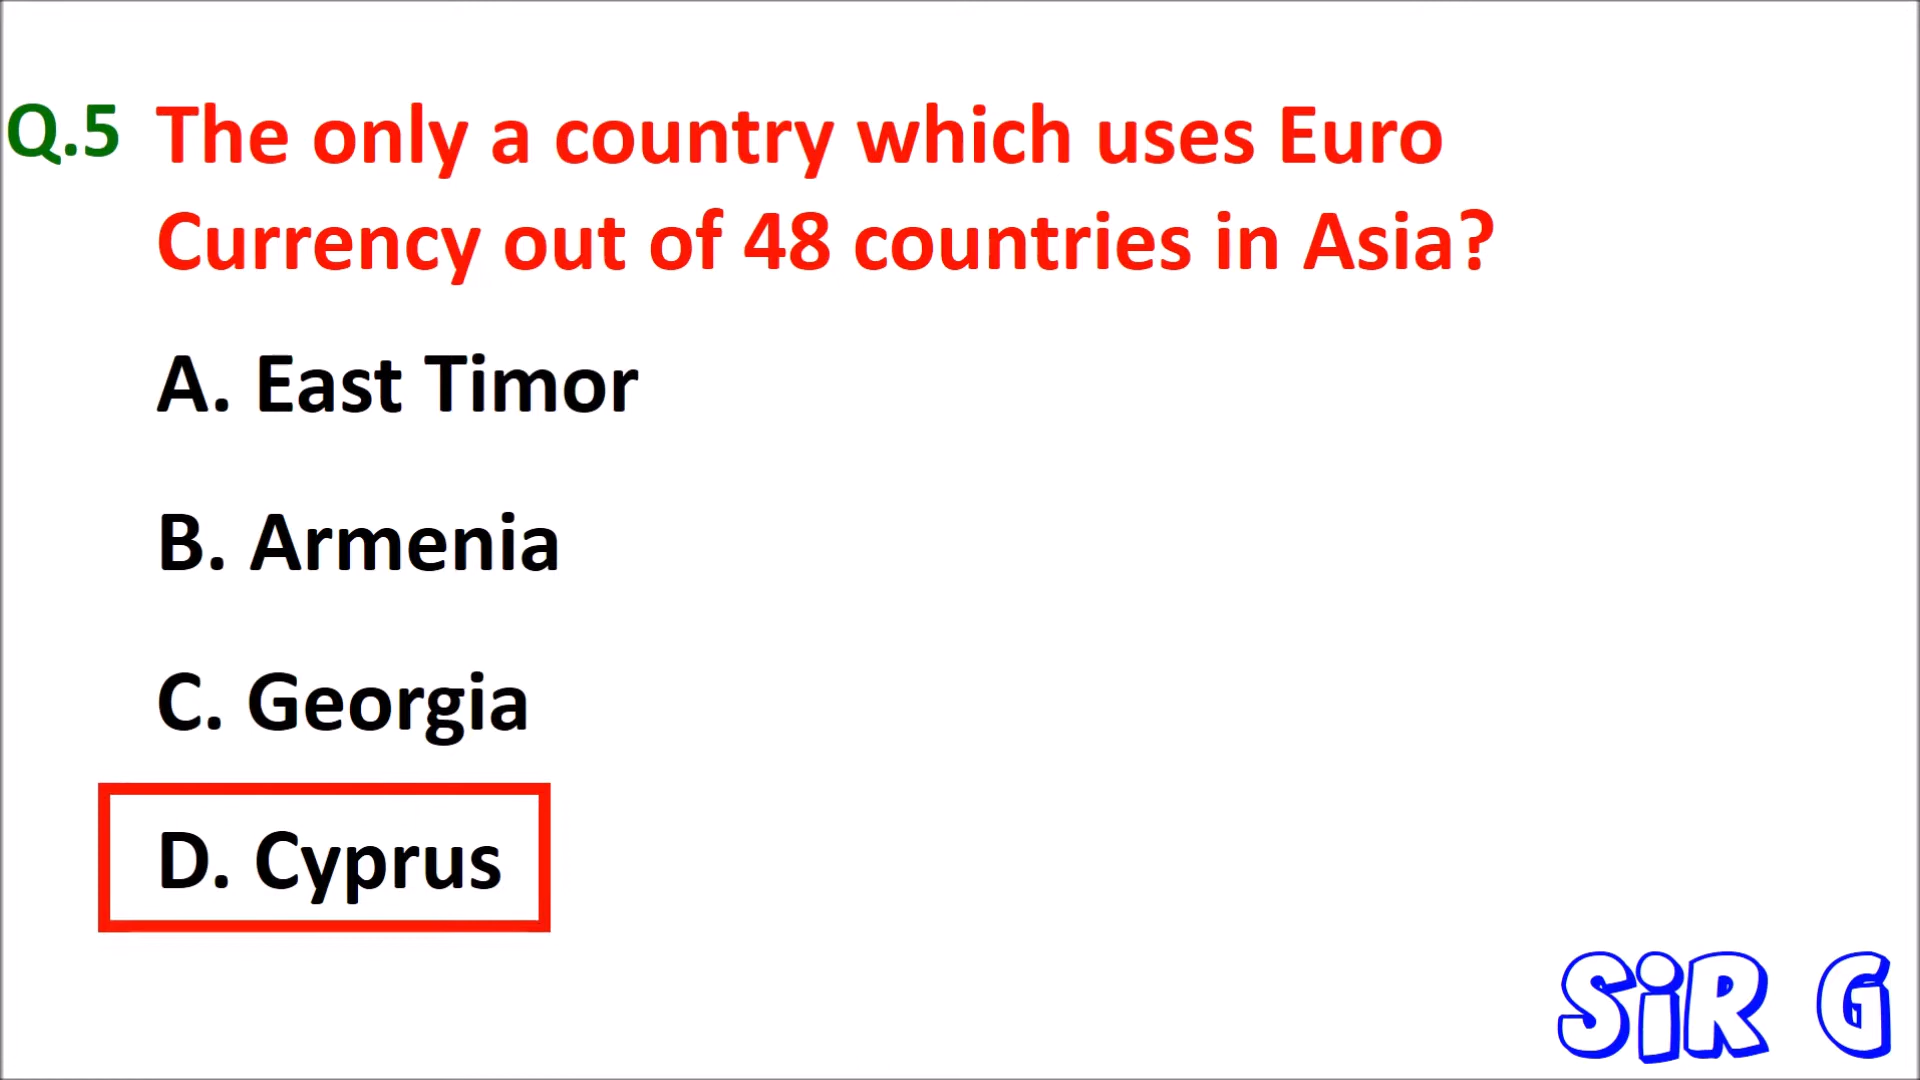 Q.5 The only a country which uses Euro
Currency out of 48 countries in Asia?
A. East Timor
B. Armenia
C. Georgia
D. Cyprus
SiR G